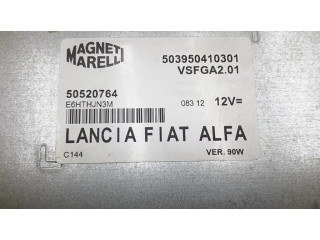 MAGNETI
MARELLI
503950410301
VSFGA2.01
50520764
E6HTHJN3M
083 12 12V=
LANCIA FIAT ALFA
C144
VER. 90W